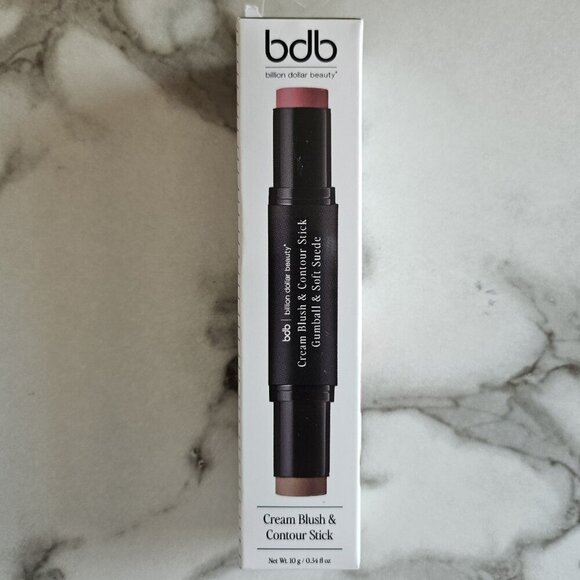 bdb
billion dollar beauty®
bdb | billion dollar beauty®
Cream Blush & Contour Stick
Gumball & Soft Suede
Cream Blush &
Contour Stick
Net Wt. 10 g / 0.34 fl oz